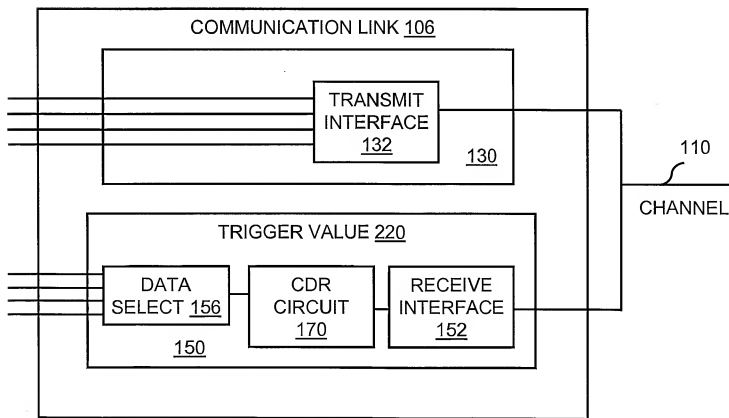 COMMUNICATION LINK 106
TRANSMIT
INTERFACE
132
130
110
CHANNEL
TRIGGER VALUE 220
DATA
SELECT 156
CDR
CIRCUIT
170
RECEIVE
INTERFACE
152
150